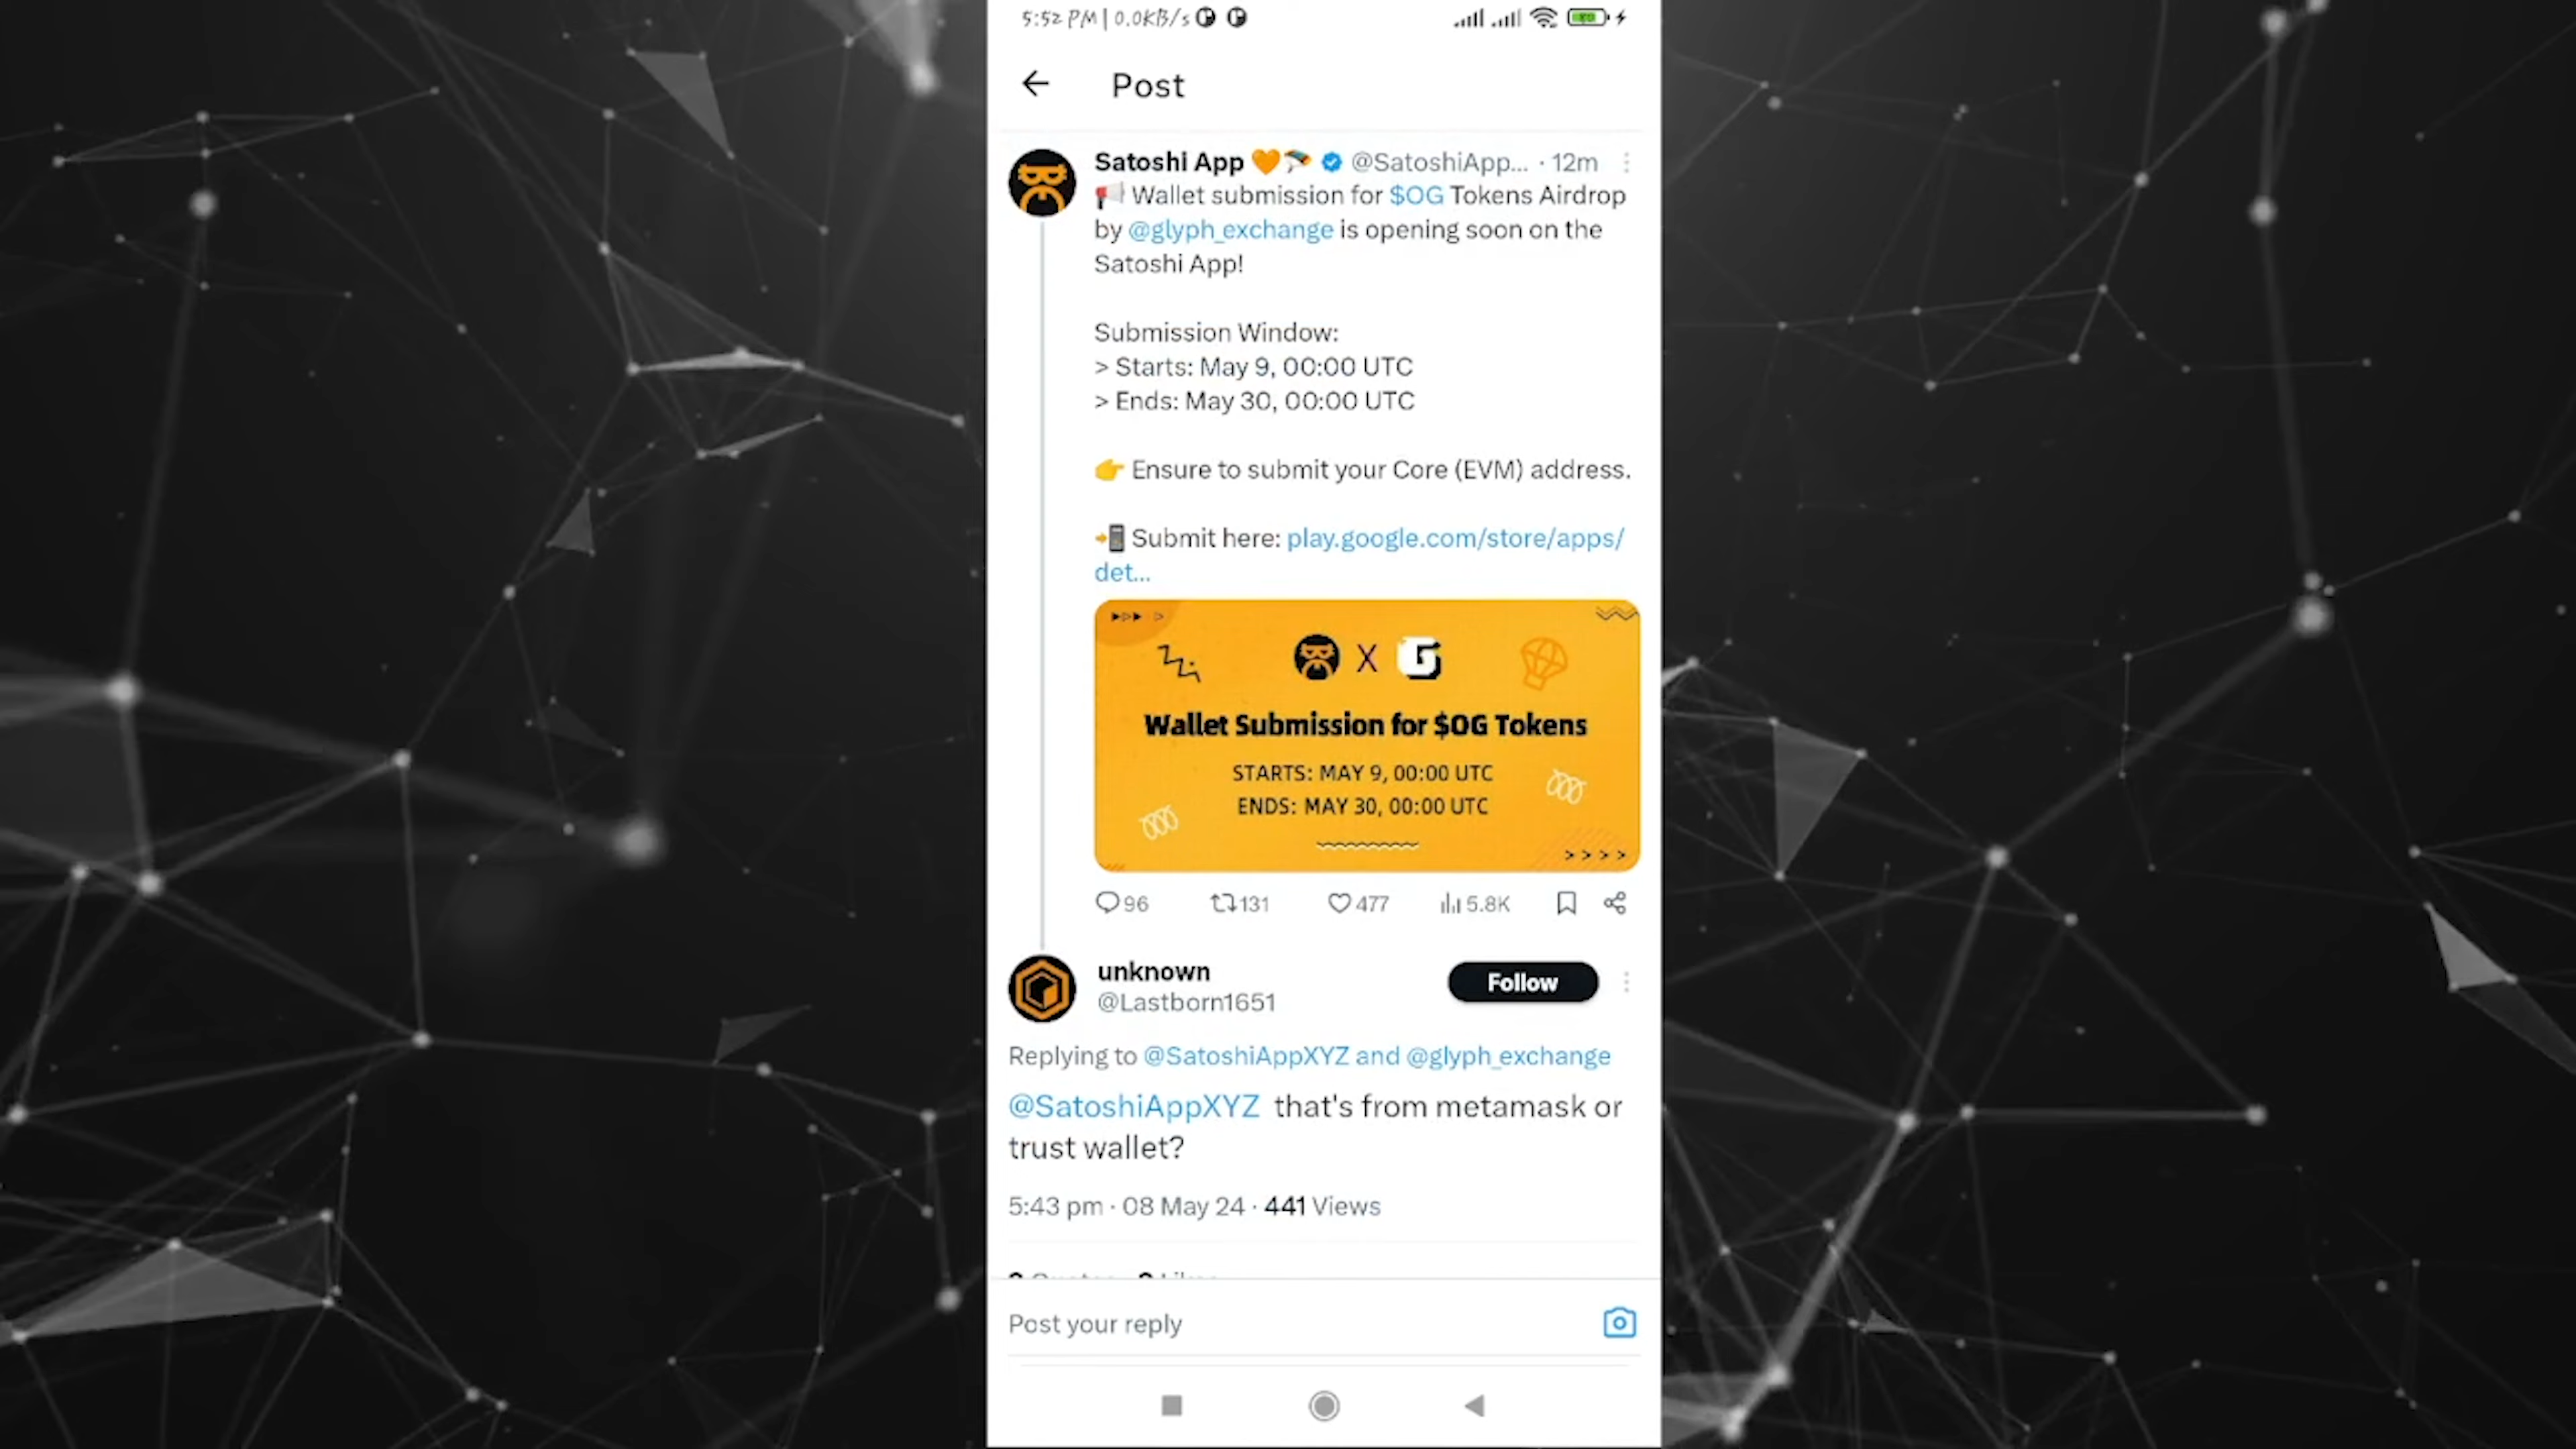 5:52 PM | 0.0KB/s
Post
Satoshi App @SatoshiApp... · 12m
Wallet submission for $OG Tokens Airdrop
by @glyph_exchange is opening soon on the
Satoshi App!
Submission Window:
> Starts: May 9, 00:00 UTC
> Ends: May 30, 00:00 UTC
Ensure to submit your Core (EVM) address.
Submit here: play.google.com/store/apps/
det...
X G
Wallet Submission for $OG Tokens
STARTS: MAY 9, 00:00 UTC
ENDS: MAY 30, 00:00 UTC
96 131 477 5.8K
unknown
@Lastborn1651
Follow
Replying to @SatoshiAppXYZ and @glyph_exchange
@SatoshiAppXYZ that's from metamask or
trust wallet?
5:43 pm · 08 May 24 · 441 Views
Post your reply